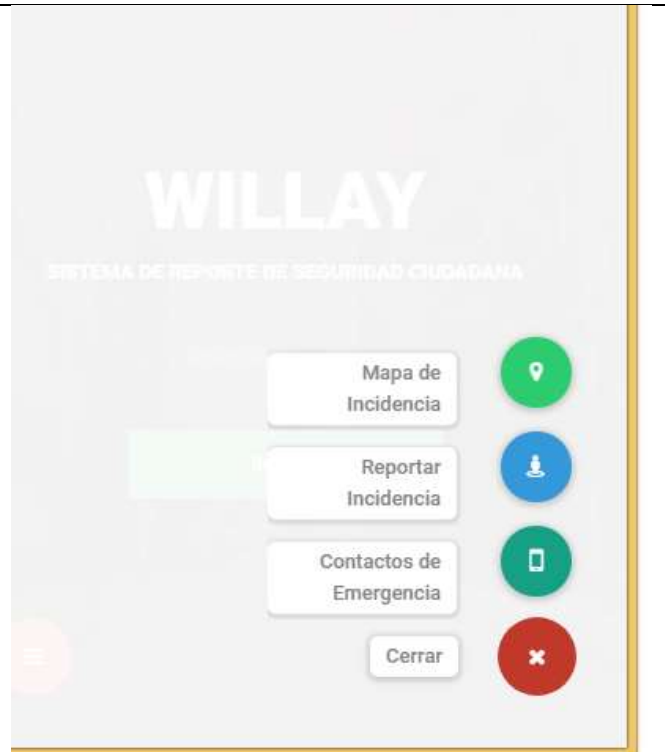 WILLAY
SISTEMA DE REPORTE DE SEGURIDAD CIUDADANA
Mapa de
Incidencia
Reportar
Incidencia
Contactos de
Emergencia
Cerrar